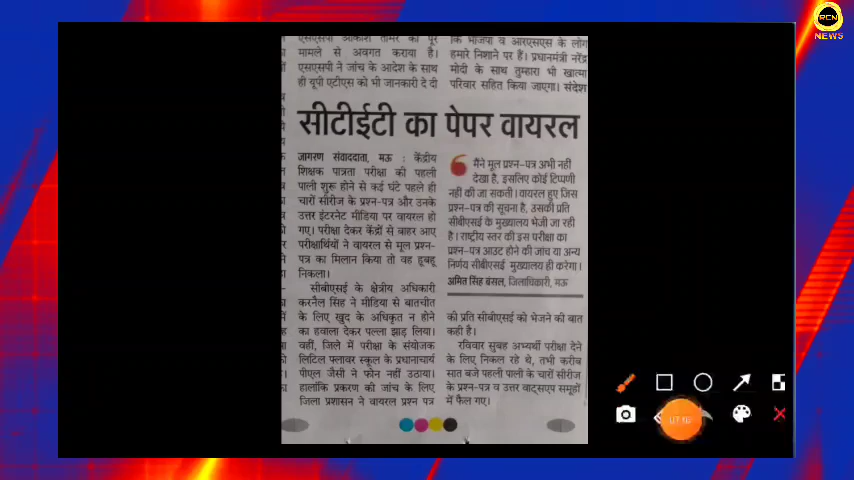 RCN
NEWS
मामले से अवगत कराया है।
एसएसपी ने जांच के आदेश के साथ
ही यूपी एटीएस को भी जानकारी दे दी
कि भाजपा व आरएसएस के लोग
हमारे निशाने पर हैं। प्रधानमंत्री नरेंद्र
मोदी के साथ तुम्हारा भी खात्मा
परिवार सहित किया जाएगा। संदेश
सीटीईटी का पेपर वायरल
जागरण संवाददाता, मऊ : केंद्रीय
शिक्षक पात्रता परीक्षा की पहली
पाली शुरू होने से कई घंटे पहले ही
चारों सीरीज के प्रश्न-पत्र और उनके
उत्तर इंटरनेट मीडिया पर वायरल हो
गए। परीक्षा देकर केंद्रों से बाहर आए
परीक्षार्थियों ने वायरल से मूल प्रश्न-
पत्र का मिलान किया तो वह हूबहू
निकला।
सीबीएसई के क्षेत्रीय अधिकारी
करनैल सिंह ने मीडिया से बातचीत
के लिए खुद के अधिकृत न होने
का हवाला देकर पल्ला झाड़ लिया।
वहीं, जिले में परीक्षा के संयोजक
लिटिल फ्लावर स्कूल के प्रधानाचार्य
पीएल जैसी ने फोन नहीं उठाया।
हालांकि प्रकरण की जांच के लिए
जिला प्रशासन ने वायरल प्रश्न पत्र
मैंने मूल प्रश्न-पत्र अभी नहीं
देखा है, इसलिए कोई टिप्पणी
नहीं की जा सकती। वायरल हुए जिस
प्रश्न-पत्र की सूचना है, उसकी प्रति
सीबीएसई के मुख्यालय भेजी जा रही
है। राष्ट्रीय स्तर की इस परीक्षा का
प्रश्न-पत्र आउट होने की जांच या अन्य
निर्णय सीबीएसई मुख्यालय ही करेगा।
अमित सिंह बंसल, जिलाधिकारी, मऊ
की प्रति सीबीएसई को भेजने की बात
कही है।
रविवार सुबह अभ्यर्थी परीक्षा देने
के लिए निकल रहे थे, तभी करीब
सात बजे पहली पाली के चारों सीरीज
के प्रश्न-पत्र व उत्तर वाट्सएप समूहों
में फैल गए।